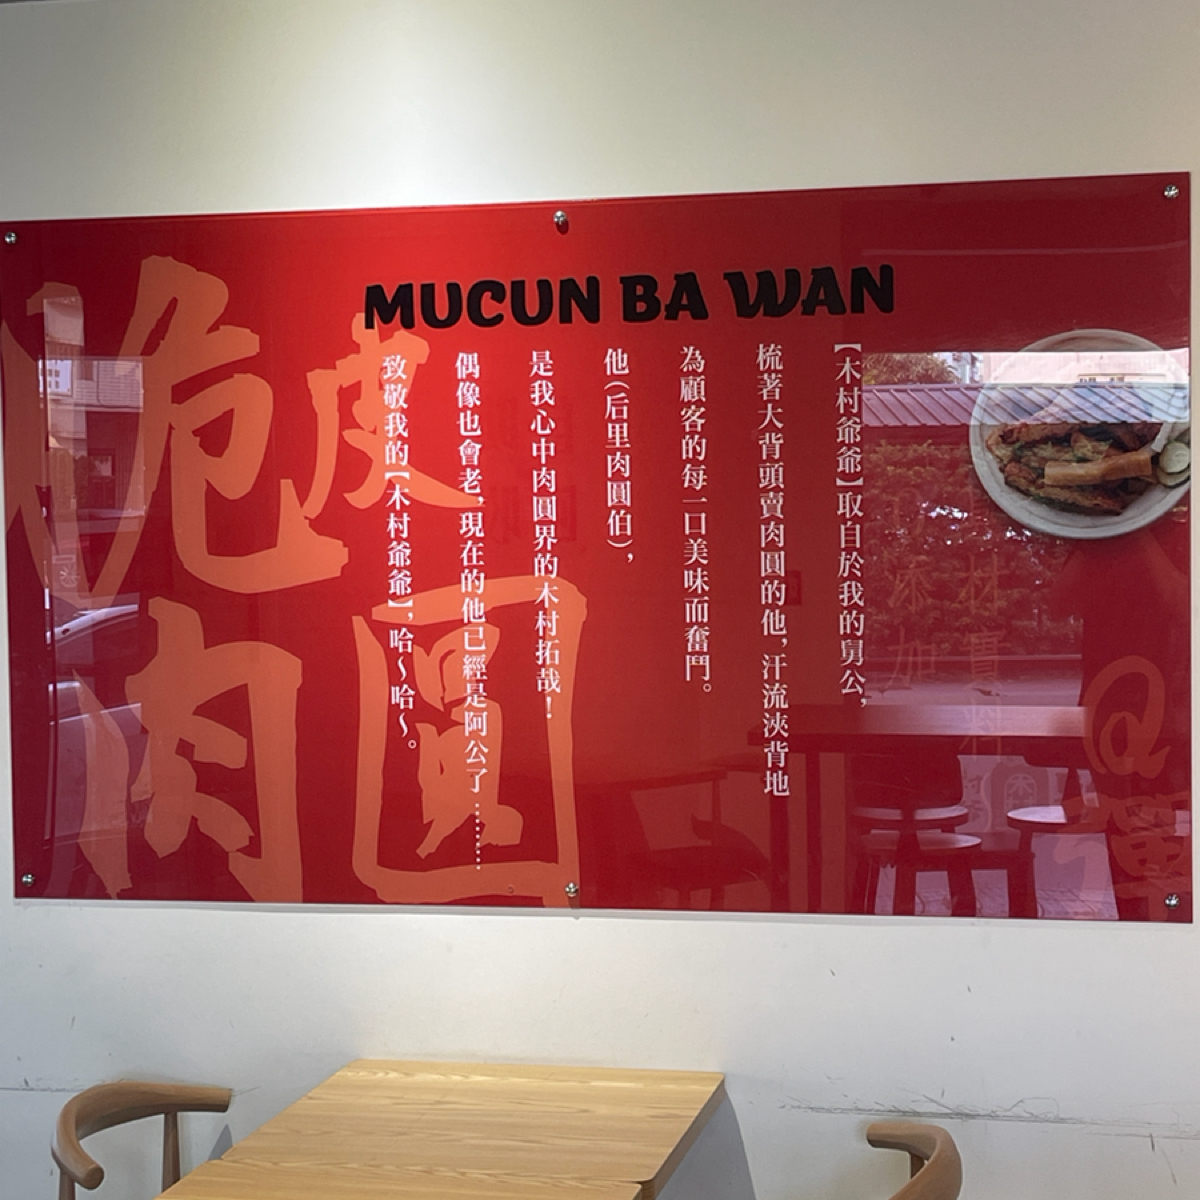 MUCUN BA WAN
【木村爺爺】取自於我的舅公,
梳著大背頭賣肉圓的他,汗流浹背地
為顧客的每一口美味而奮鬥。
他(后里肉圓伯),
是我心中肉圓界的木村拓哉!
偶像也會老,現在的他已經是阿公了………
致敬我的【木村爺爺】,哈~哈~。
脆皮
肉圓
@